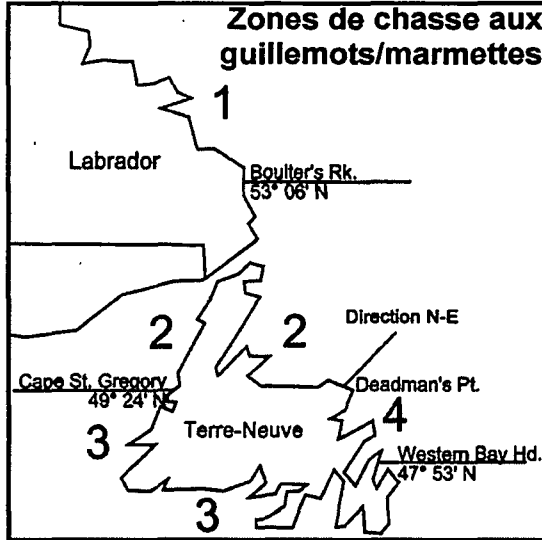 Zones de chasse aux
guillemots/marmettes
1
Labrador
Boulter's Rk.
53° 06' N
2
2
Direction N-E
Cape St. Gregory
49° 24' N
Deadman's Pt.
4
3
Terre-Neuve
Western Bay Hd.
47° 53' N
3